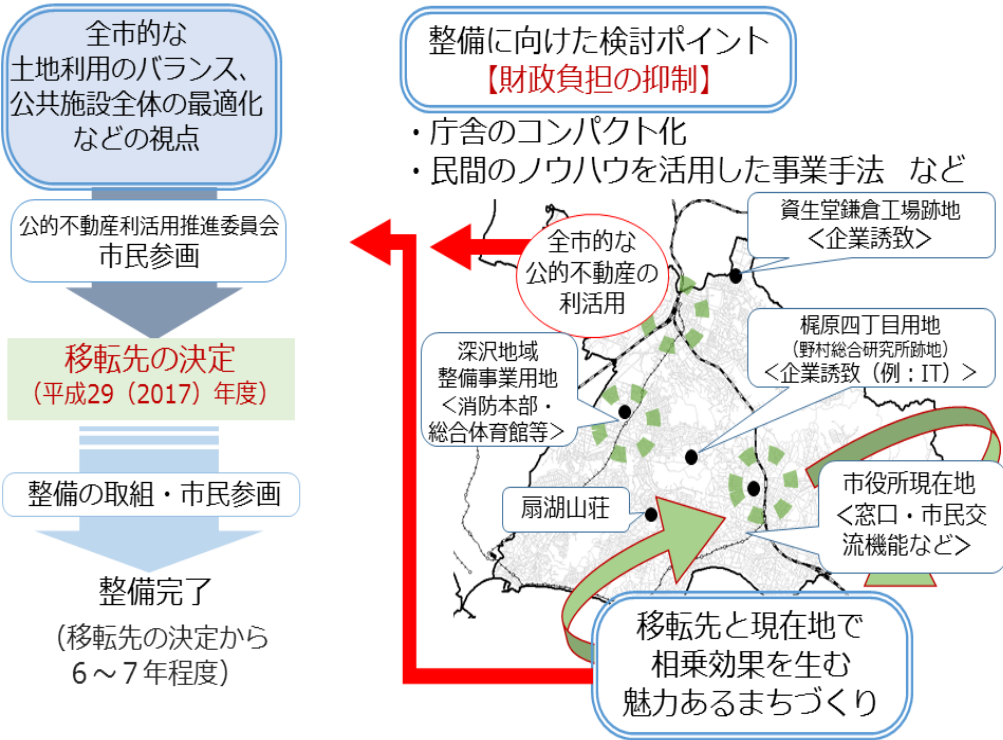 全市的な
土地利用のバランス、
公共施設全体の最適化
などの視点
公的不動産利活用推進委員会
市民参画
移転先の決定
（平成29（2017）年度）
整備の取組・市民参画
整備完了
（移転先の決定から
６～７年程度）
整備に向けた検討ポイント
【財政負担の抑制】
・庁舎のコンパクト化
・民間のノウハウを活用した事業手法　など
全市的な
公的不動産の
利活用
資生堂鎌倉工場跡地
＜企業誘致＞
梶原四丁目用地
（野村総合研究所跡地）
＜企業誘致（例：IT）＞
深沢地域
整備事業用地
＜消防本部・
総合体育館等＞
扇湖山荘
市役所現在地
＜窓口・市民交
流機能など＞
移転先と現在地で
相乗効果を生む
魅力あるまちづくり